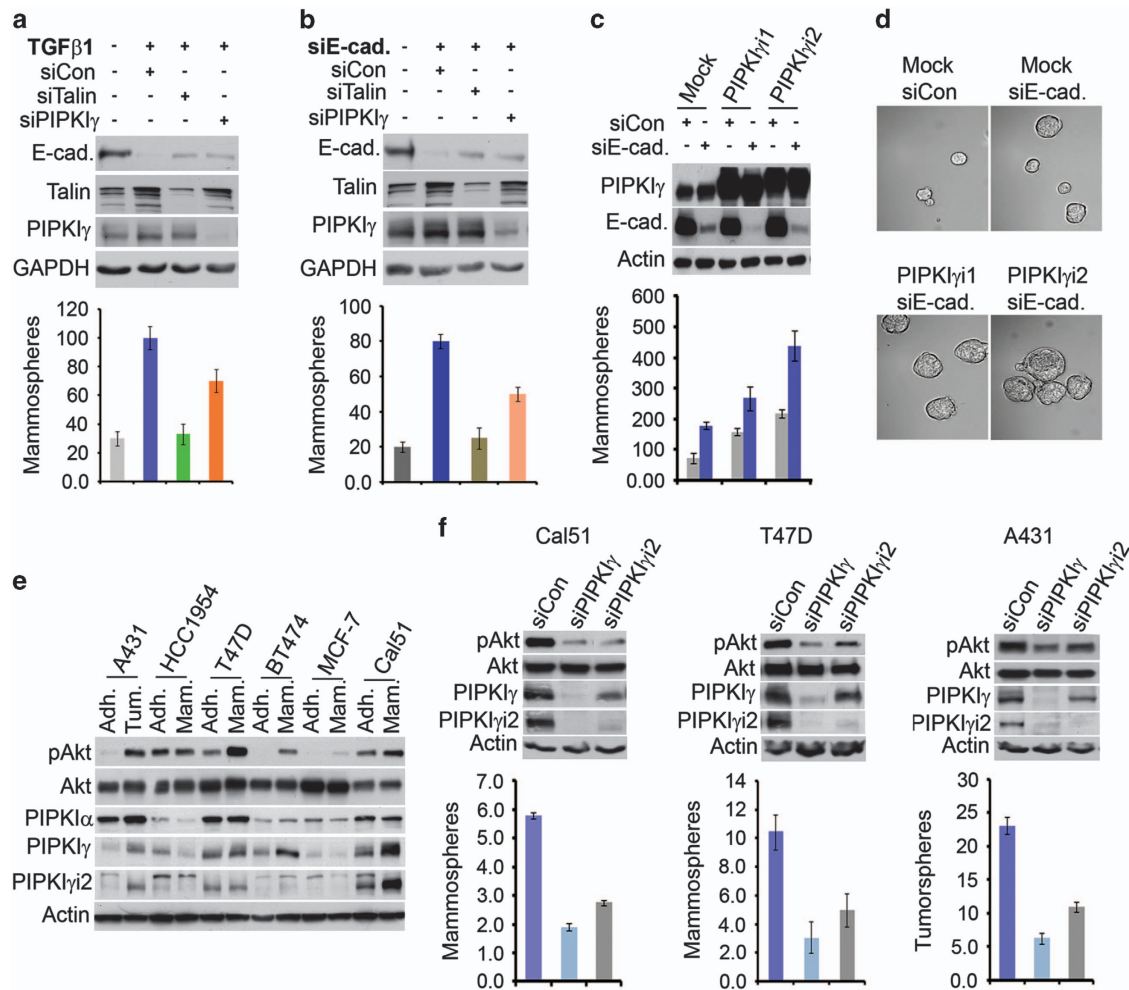 a
TGFβ1 - + + +
siCon - + - -
siTalin - - + -
siPIPKIγ - - - +
E-cad.
Talin
PIPKIγ
GAPDH
Mammospheres
120
100
80
60
40
20
0.0
b
siE-cad. - + + +
siCon - + - -
siTalin - - + -
siPIPKIγ - - - +
E-cad.
Talin
PIPKIγ
GAPDH
Mammospheres
100
80
60
40
20
0.0
c
Mock PIPKIγi1 PIPKIγi2
siCon + - + - + -
siE-cad. - + - + - +
PIPKIγ
E-cad.
Actin
Mammospheres
600
500
400
300
200
100
0.00
d
Mock
siCon
Mock
siE-cad.
PIPKIγi1
siE-cad.
PIPKIγi2
siE-cad.
e
A431 HCC1954 T47D BT474 MCF-7 Cal51
Adh. Tum. Adh. Mam. Adh. Mam. Adh. Mam. Adh. Mam. Adh. Mam.
pAkt
Akt
PIPKIα
PIPKIγ
PIPKIγi2
Actin
f
Cal51
siCon siPIPKIγ siPIPKIγi2
pAkt
Akt
PIPKIγ
PIPKIγi2
Actin
Mammospheres
7.0
6.0
5.0
4.0
3.0
2.0
1.0
0.0
T47D
siCon siPIPKIγ siPIPKIγi2
pAkt
Akt
PIPKIγ
PIPKIγi2
Actin
Mammospheres
14
12
10
8.0
6.0
4.0
2.0
0.0
A431
siCon siPIPKIγ siPIPKIγi2
pAkt
Akt
PIPKIγ
PIPKIγi2
Actin
Tumorspheres
30
25
20
15
10
5.0
0.0